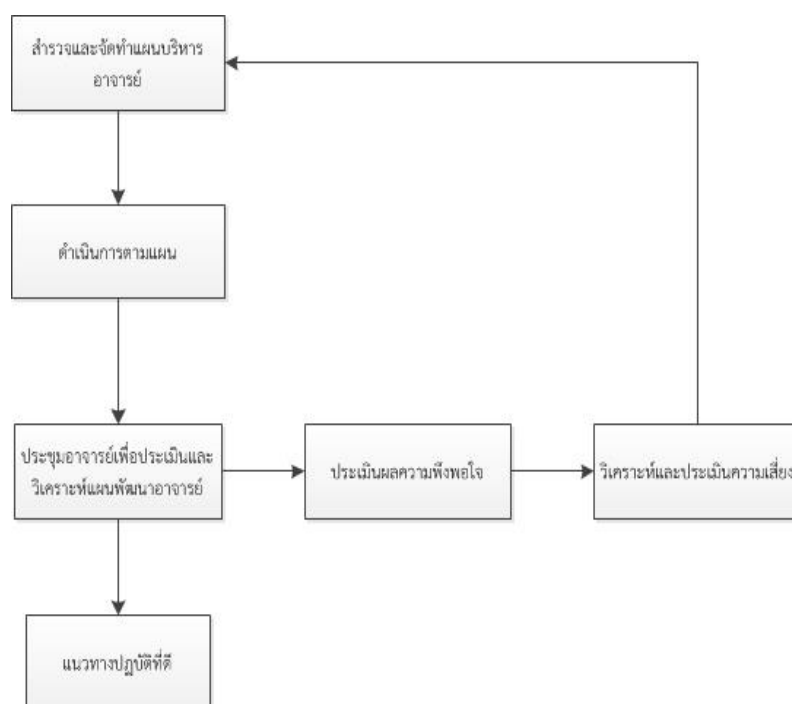 สำรวจและจัดทำแผนบริหาร
อาจารย์
ดำเนินการตามแผน
ประชุมอาจารย์เพื่อประเมินและ
วิเคราะห์แผนพัฒนาอาจารย์
ประเมินผลความพึงพอใจ
วิเคราะห์และประเมินความเสี่ยง
แนวทางปฏิบัติที่ดี